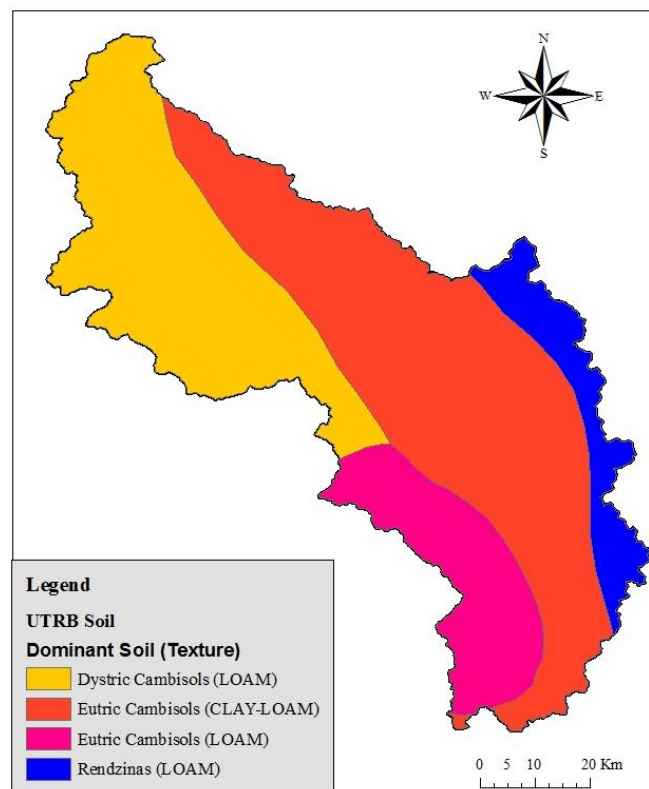 N
W E
S
Legend
UTRB Soil
Dominant Soil (Texture)
Dystric Cambisols (LOAM)
Eutric Cambisols (CLAY-LOAM)
Eutric Cambisols (LOAM)
Rendzinas (LOAM)
0 5 10 20 Km